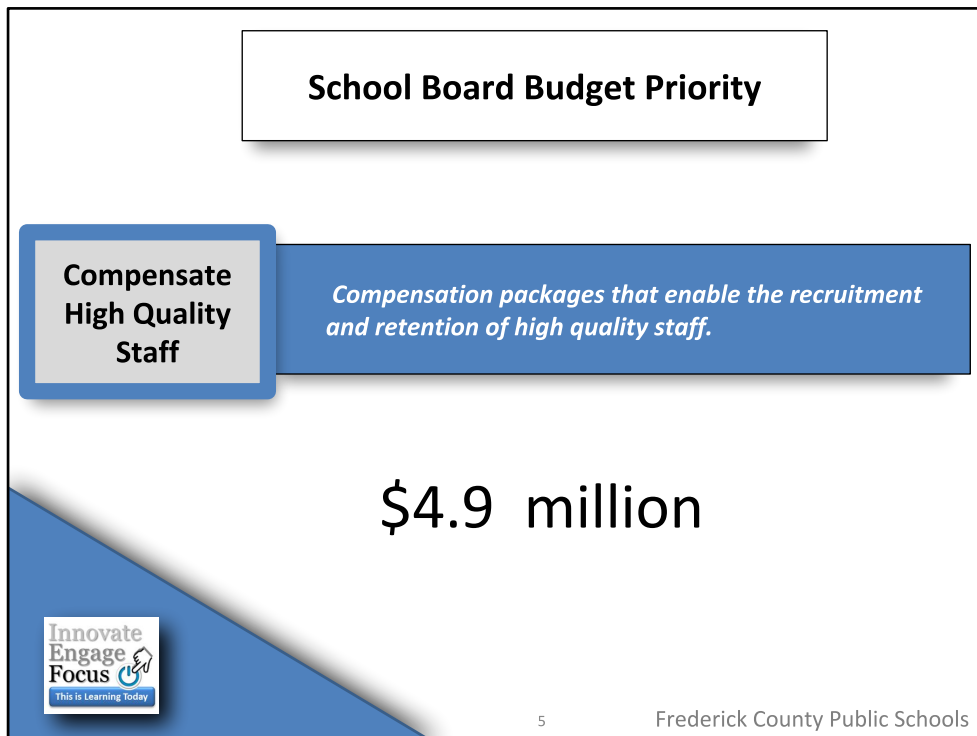 School Board Budget Priority
Compensate
High Quality
Staff
Compensation packages that enable the recruitment
and retention of high quality staff.
$4.9 million
Innovate
Engage
Focus
This is Learning Today
5
Frederick County Public Schools